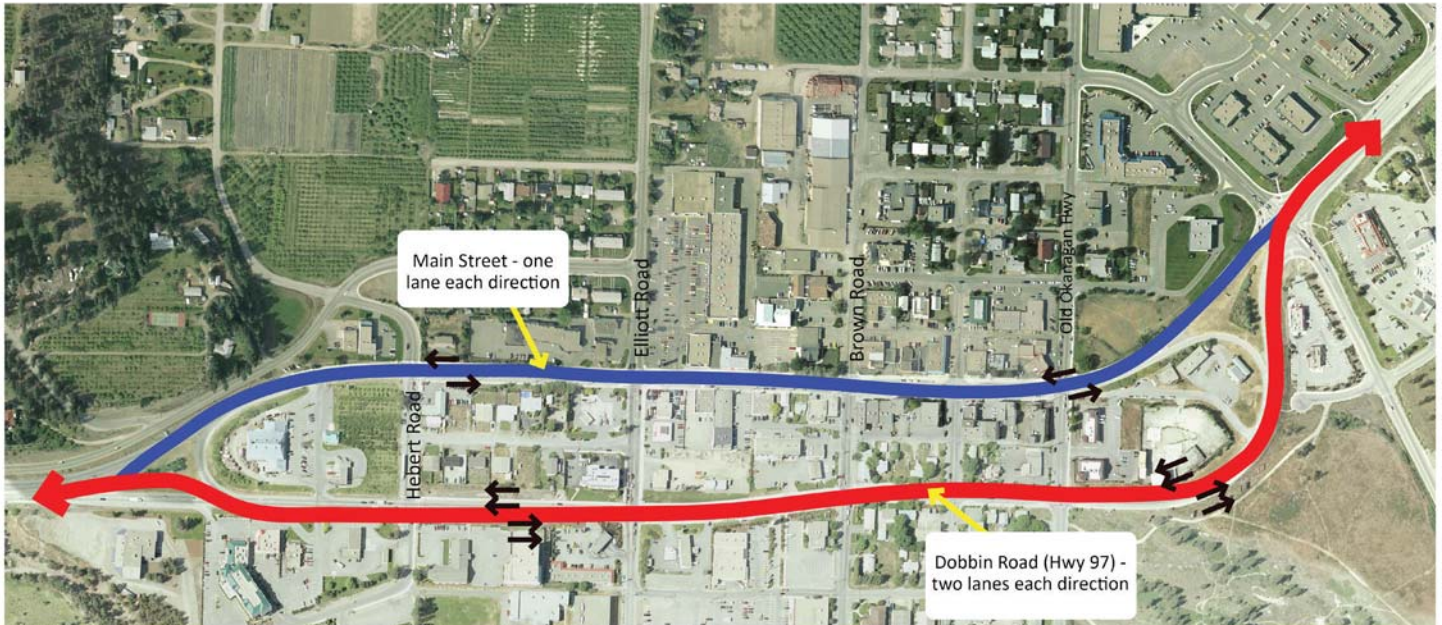 Main Street - one
lane each direction
Elliott Road
Brown Road
Old Okanagan Hwy
Hebert Road
Dobbin Road (Hwy 97) -
two lanes each direction